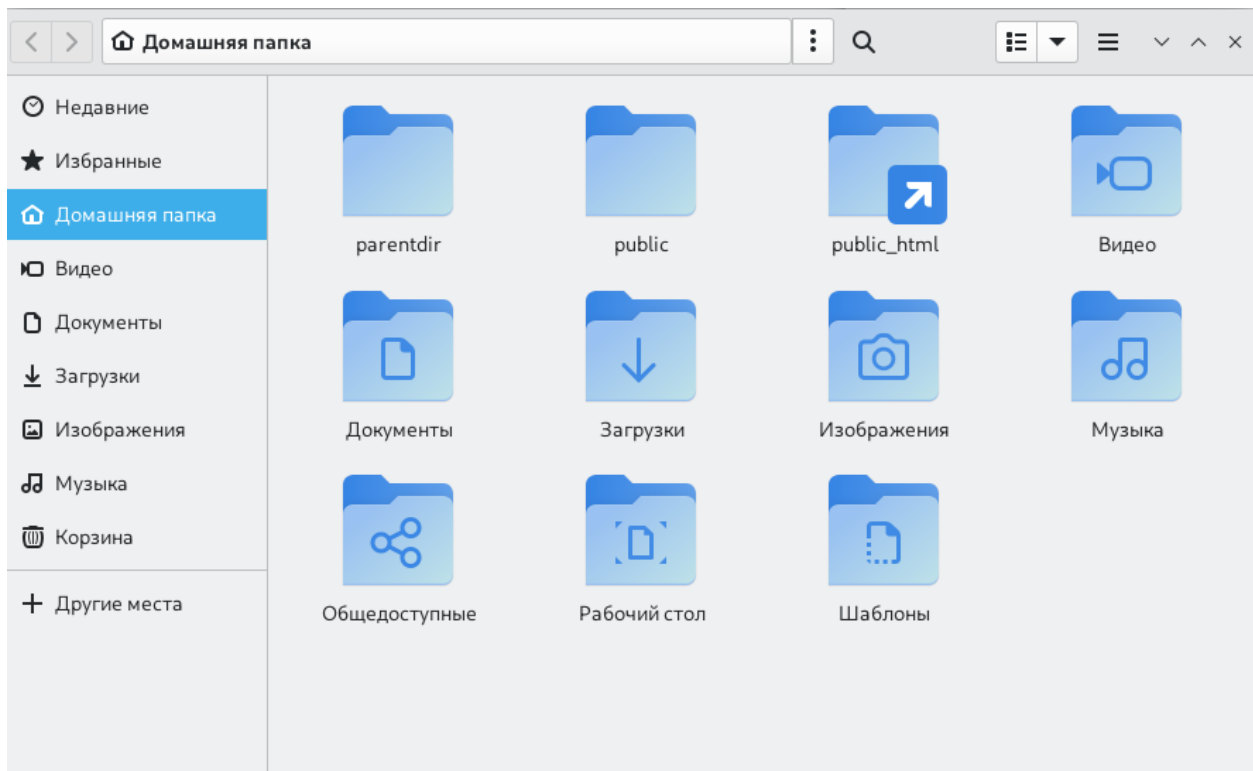 Домашняя папка
Недавние
Избранные
Домашняя папка
Видео
Документы
Загрузки
Изображения
Музыка
Корзина
Другие места
parentdir
public
public_html
Видео
Документы
Загрузки
Изображения
Музыка
Общедоступные
Рабочий стол
Шаблоны